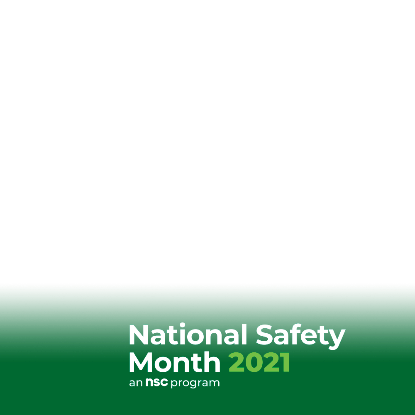 National Safety
Month 2021
an nsc program